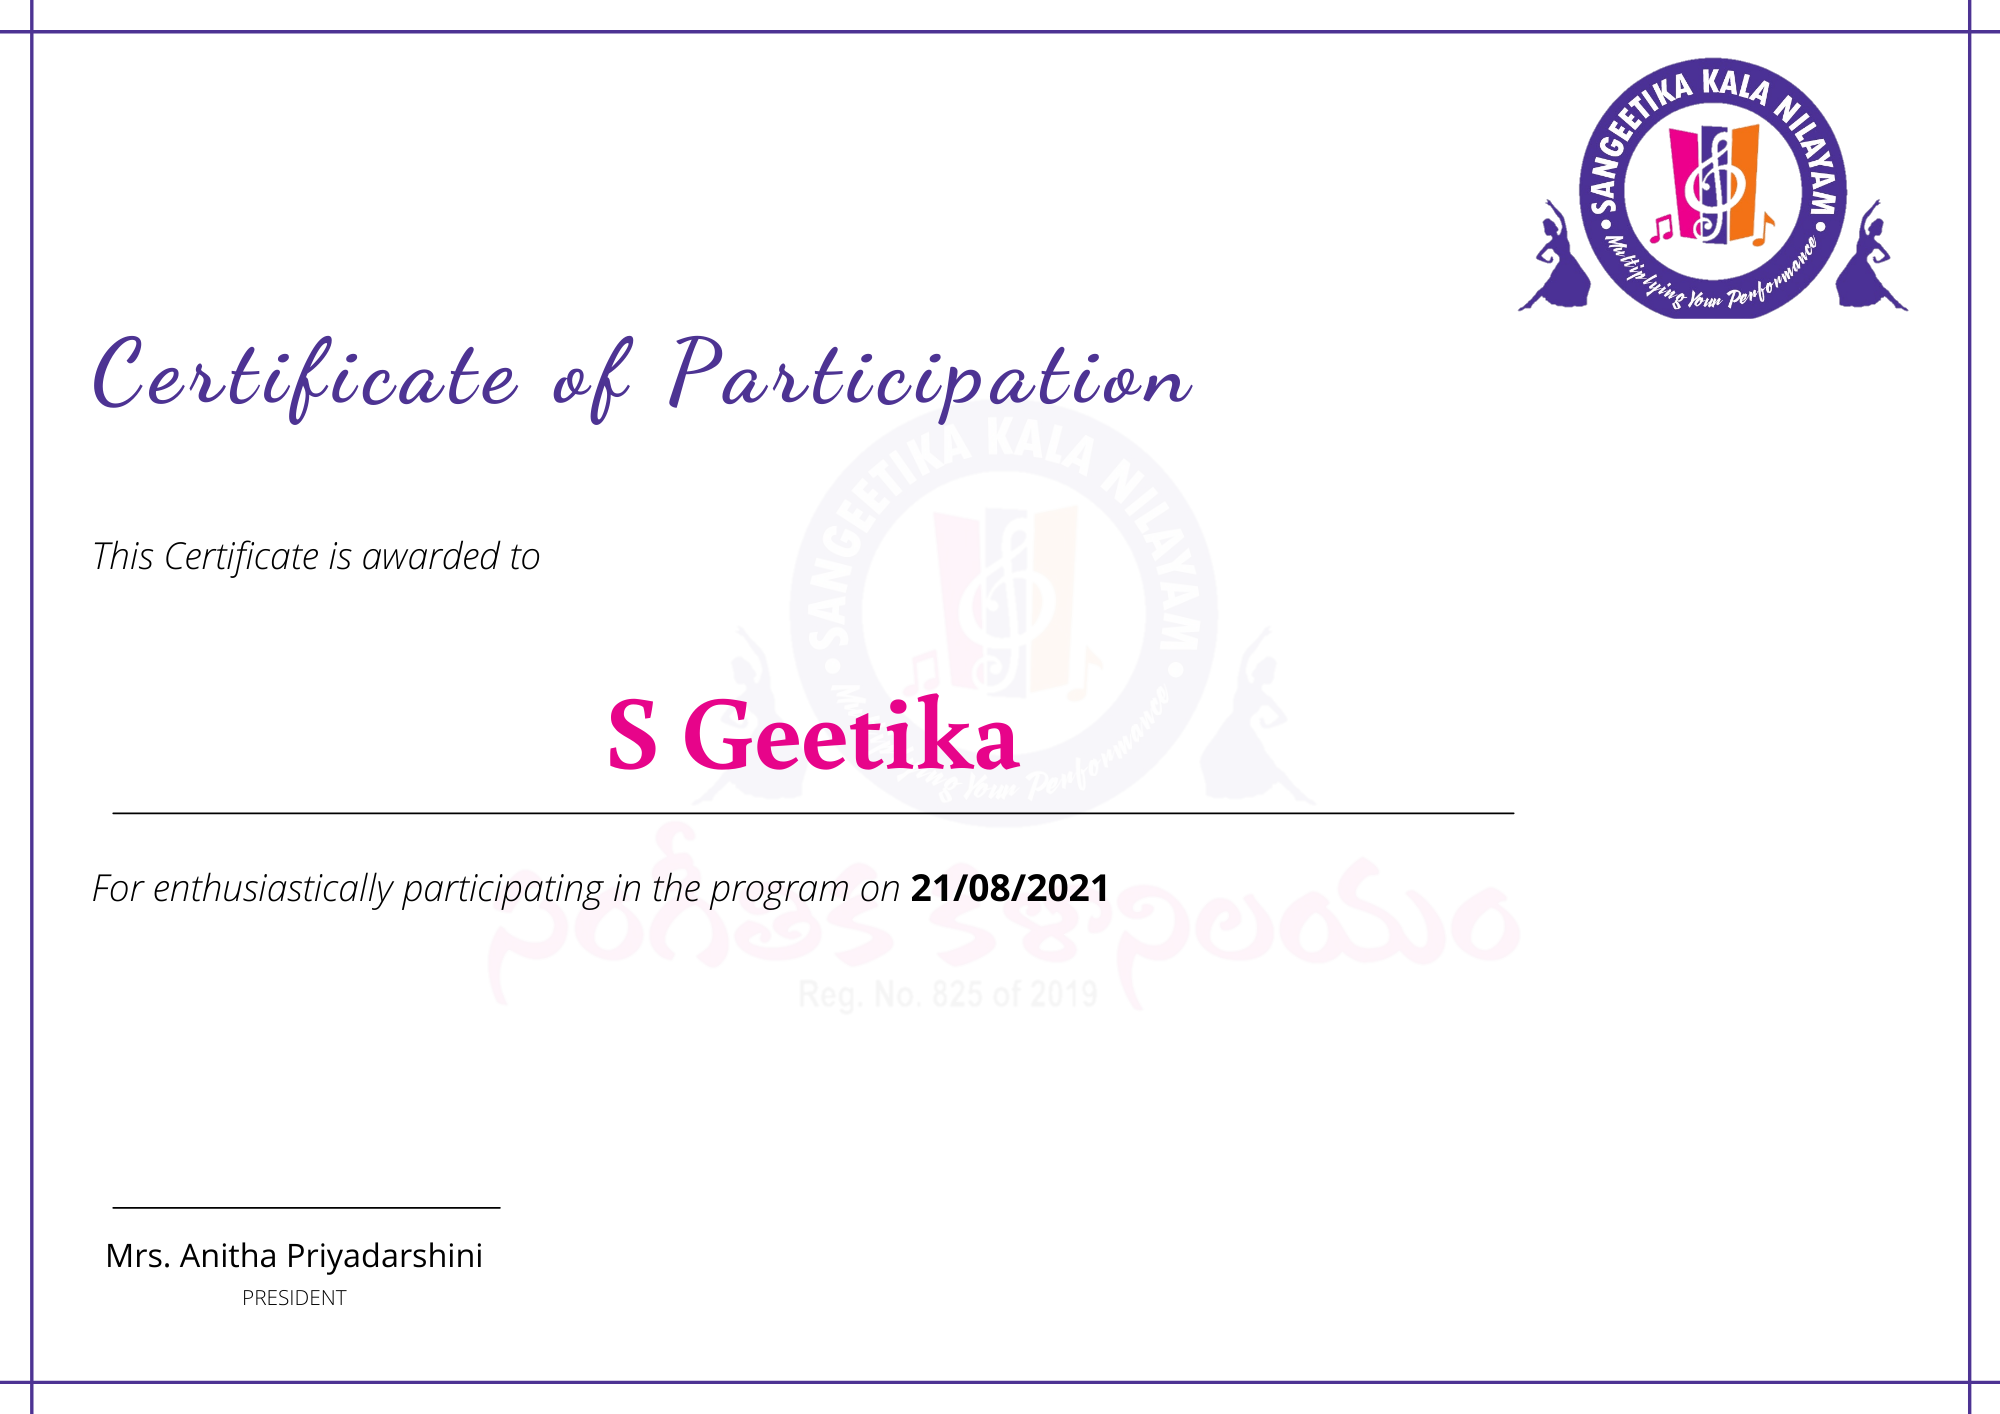 SANGEETIKA KALA NILAYAM
Multiplying Your Performance
Certificate of Participation
SANGEETIKA KALA NILAYAM
This Certificate is awarded to
S Geetika
Your Performance
For enthusiastically participating in the program on 21/08/2021
సంగీతిక కళానిలయం
Reg. No. 825 of 2019
Mrs. Anitha Priyadarshini
PRESIDENT